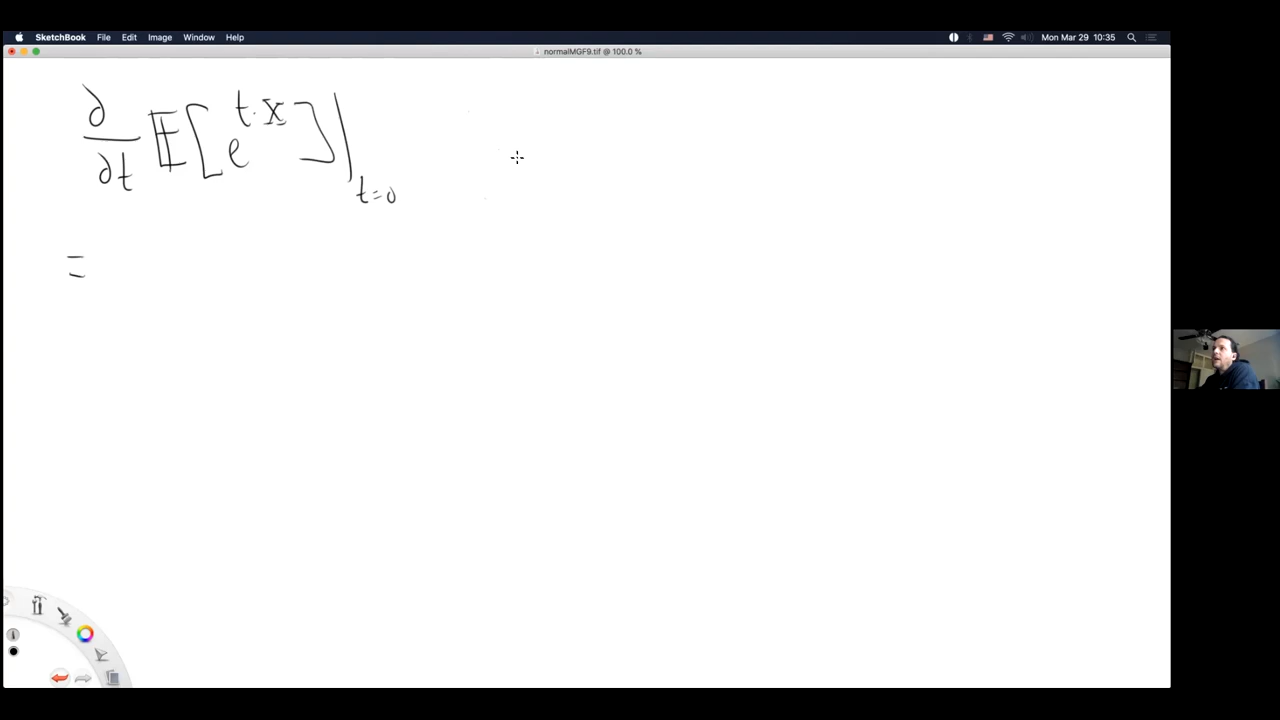 SketchBook File Edit Image Window Help Mon Mar 29 10:35
normalMGF9.tif @ 100.0 %
∂/∂t 𝔼[e^{t·X}]|_{t=0}
=